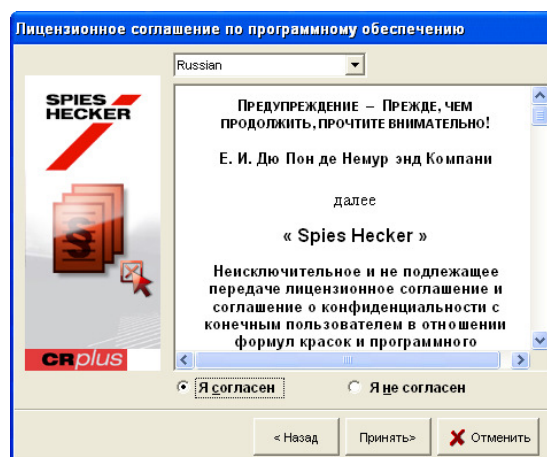 Лицензионное соглашение по программному обеспечению
Russian
SPIES
HECKER
ПРЕДУПРЕЖДЕНИЕ – ПРЕЖДЕ, ЧЕМ
ПРОДОЛЖИТЬ, ПРОЧТИТЕ ВНИМАТЕЛЬНО!
Е. И. Дю Пон де Немур энд Компани
далее
« Spies Hecker »
Неисключительное и не подлежащее
передаче лицензионное соглашение и
соглашение о конфиденциальности с
конечным пользователем в отношении
формул красок и программного
CRplus
Я согласен
Я не согласен
< Назад
Принять>
Отменить